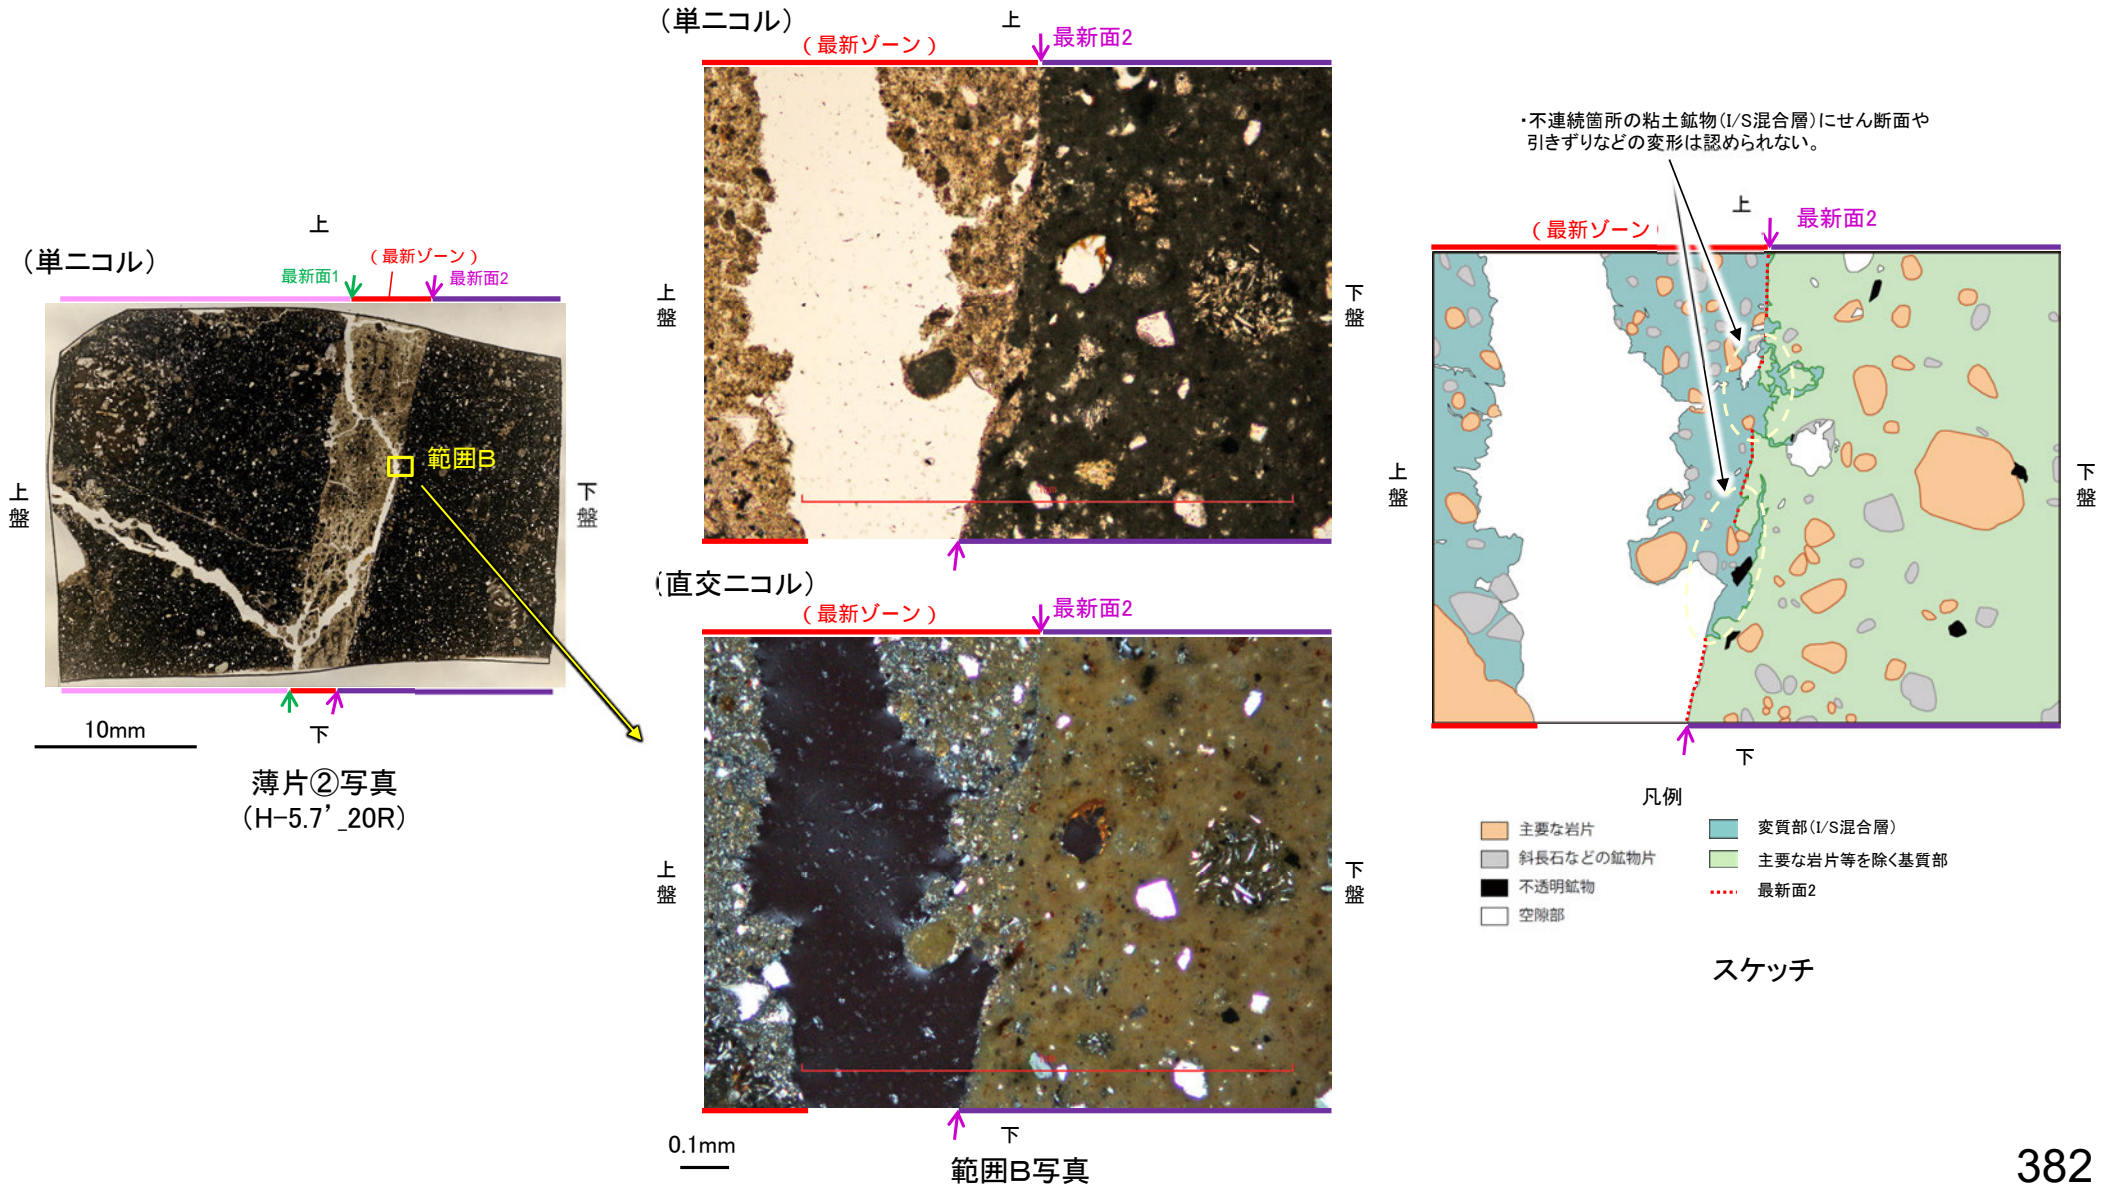 (単ニコル)
上
(最新ゾーン)
最新面1
最新面2
範囲B
上盤
下盤
下
10mm
薄片②写真
(H-5.7’_20R)
(単ニコル)
上
(最新ゾーン)
最新面2
上盤
下盤
(直交ニコル)
(最新ゾーン)
最新面2
上盤
下盤
下
0.1mm
範囲B写真
・不連続箇所の粘土鉱物(I/S混合層)にせん断面や
引きずりなどの変形は認められない。
上
(最新ゾーン)
最新面2
上盤
下盤
下
凡例
主要な岩片
斜長石などの鉱物片
不透明鉱物
空隙部
変質部(I/S混合層)
主要な岩片等を除く基質部
最新面2
スケッチ
382